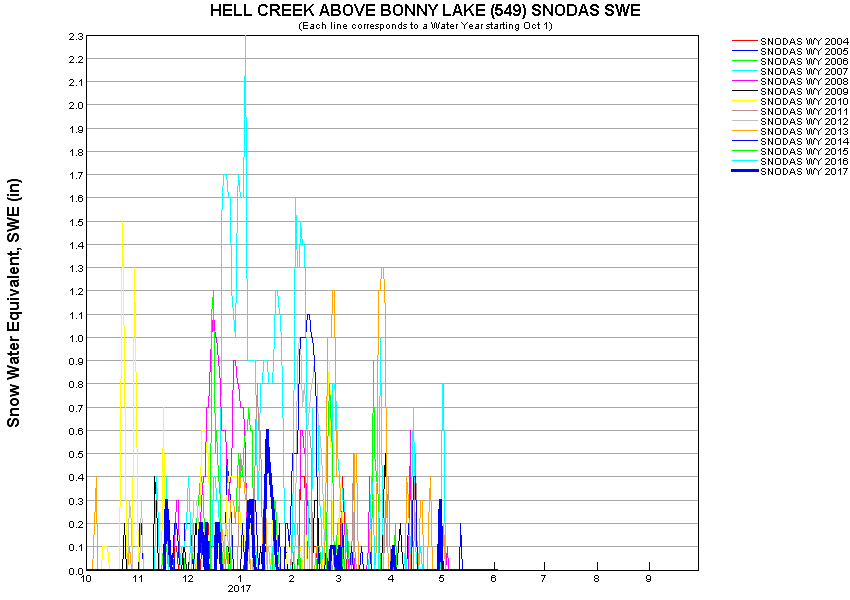 HELL CREEK ABOVE BONNY LAKE (549) SNODAS SWE
(Each line corresponds to a Water Year starting Oct 1)
Snow Water Equivalent, SWE (in)
2.3
2.2
2.1
2.0
1.9
1.8
1.7
1.6
1.5
1.4
1.3
1.2
1.1
1.0
0.9
0.8
0.7
0.6
0.5
0.4
0.3
0.2
0.1
0.0
10 11 12 1 2 3 4 5 6 7 8 9
2017
SNODAS WY 2004
SNODAS WY 2005
SNODAS WY 2006
SNODAS WY 2007
SNODAS WY 2008
SNODAS WY 2009
SNODAS WY 2010
SNODAS WY 2011
SNODAS WY 2012
SNODAS WY 2013
SNODAS WY 2014
SNODAS WY 2015
SNODAS WY 2016
SNODAS WY 2017